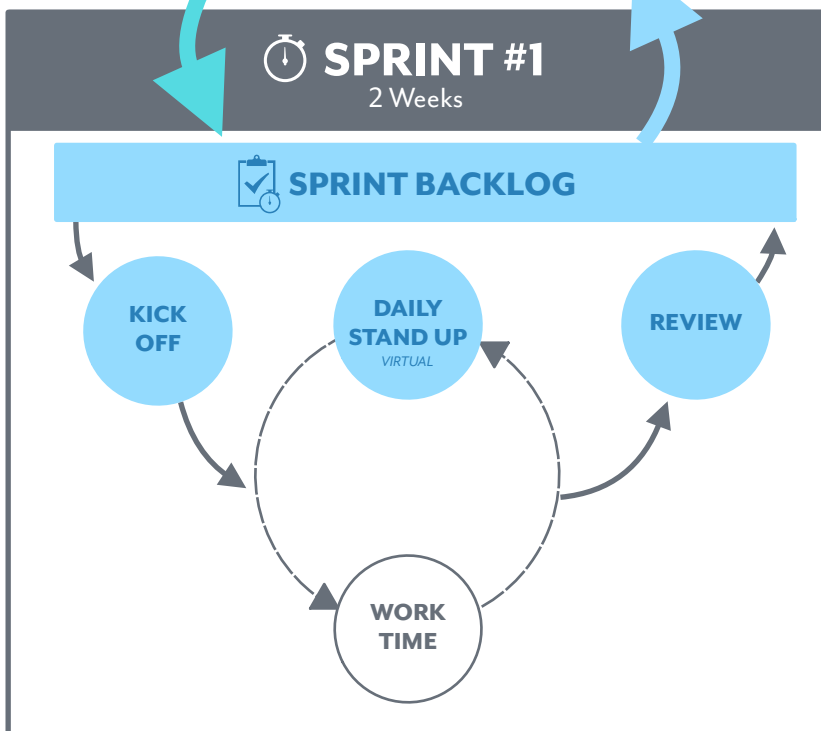 SPRINT #1
2 Weeks
SPRINT BACKLOG
KICK
OFF
DAILY
STAND UP
VIRTUAL
REVIEW
WORK
TIME